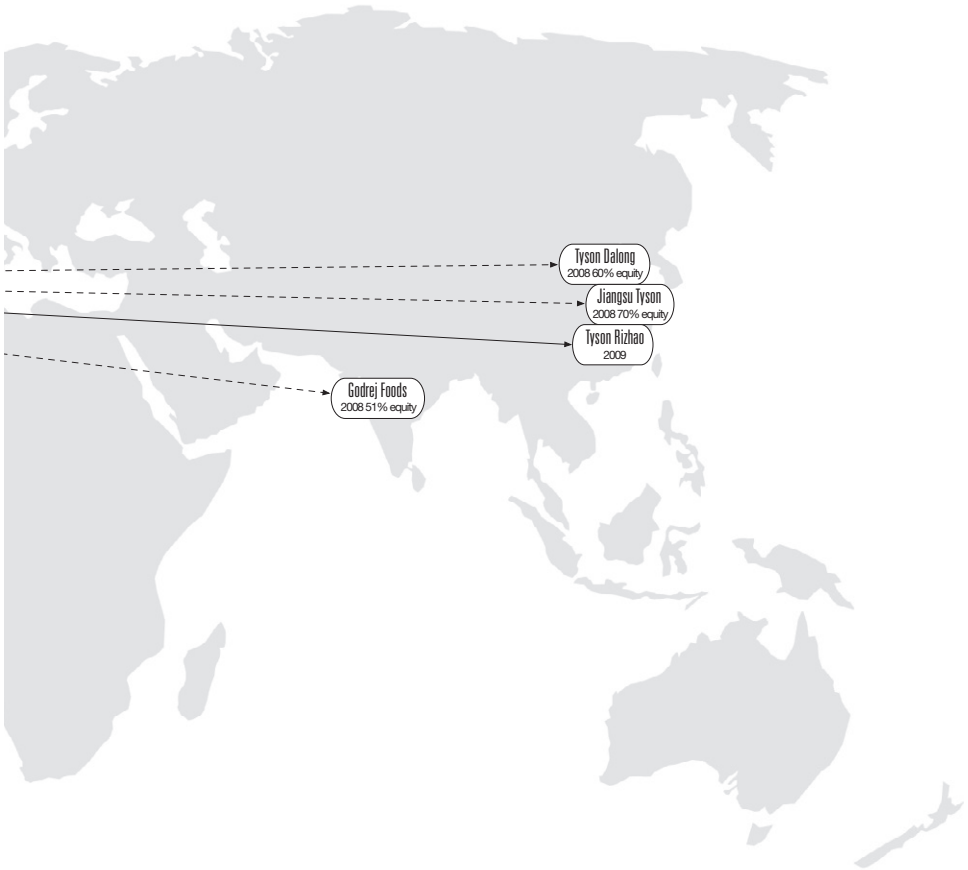 Tyson Dalong
2008 60% equity
Jiangsu Tyson
2008 70% equity
Tyson Rizhao
2009
Godrej Foods
2008 51% equity